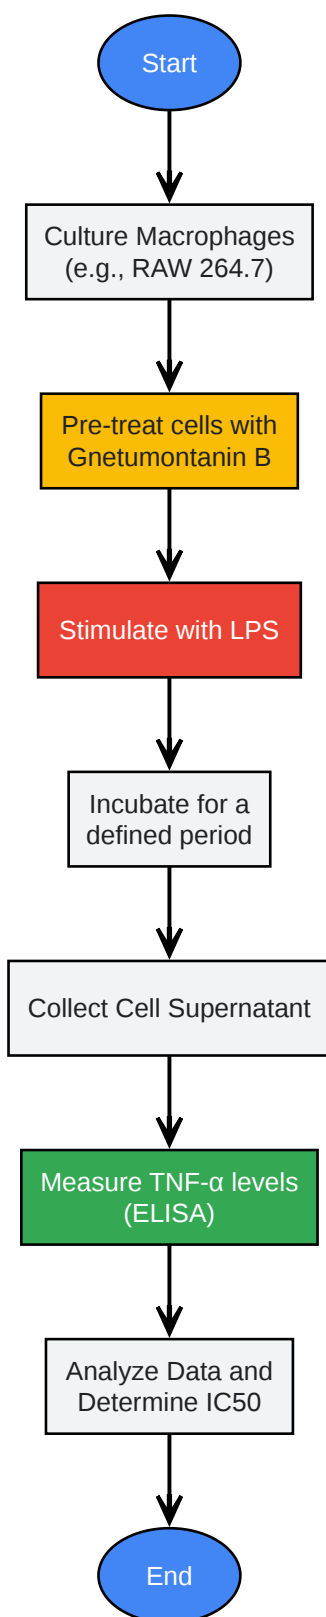 Start
Culture Macrophages
(e.g., RAW 264.7)
Pre-treat cells with
Gnetumontanin B
Stimulate with LPS
Incubate for a
defined period
Collect Cell Supernatant
Measure TNF-α levels
(ELISA)
Analyze Data and
Determine IC50
End